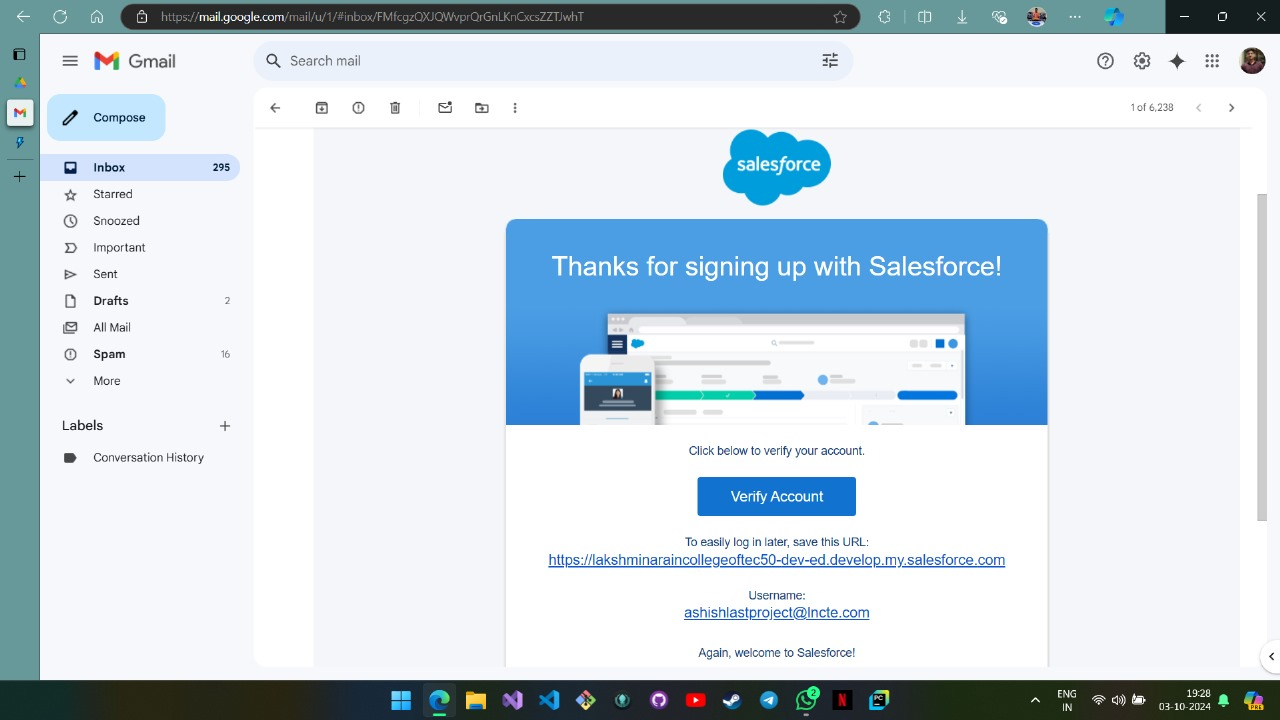 https://mail.google.com/mail/u/1/#inbox/FMfcgzQXJQWvprQrGnLKnCxcsZZTJwhT
Gmail
Search mail
Compose
1 of 6,238
Inbox 295
Starred
Snoozed
Important
Sent
Drafts 2
All Mail
Spam 16
More
Labels
Conversation History
salesforce
Thanks for signing up with Salesforce!
Click below to verify your account.
Verify Account
To easily log in later, save this URL:
https://lakshminaraincollegeoftec50-dev-ed.develop.my.salesforce.com
Username:
ashishlastproject@lncte.com
Again, welcome to Salesforce!
2
ENG
IN
19:28
03-10-2024
PRE